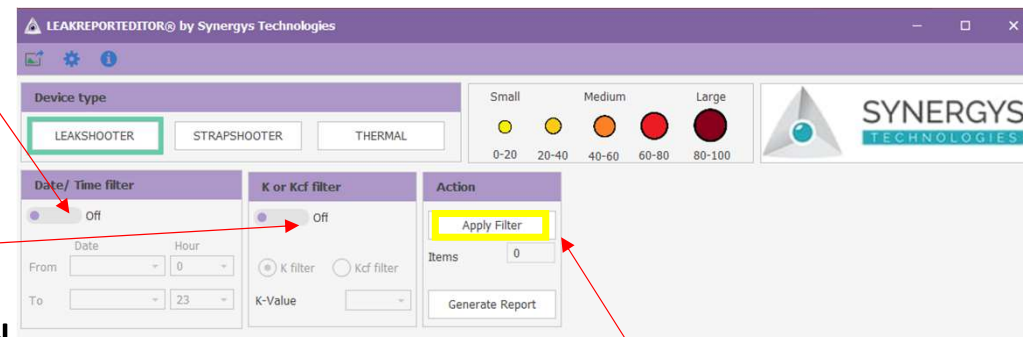 LEAKREPORTEDITOR® by Synergys Technologies
Device type
LEAKSHOOTER STRAPSHOOTER THERMAL
Small Medium Large
0-20 20-40 40-60 60-80 80-100
SYNERGYS
TECHNOLOGIES
Date/ Time filter
Off
Date Hour
From 0
To 23
K or Kcf filter
Off
K filter Kcf filter
K-Value
Action
Apply Filter
Items 0
Generate Report